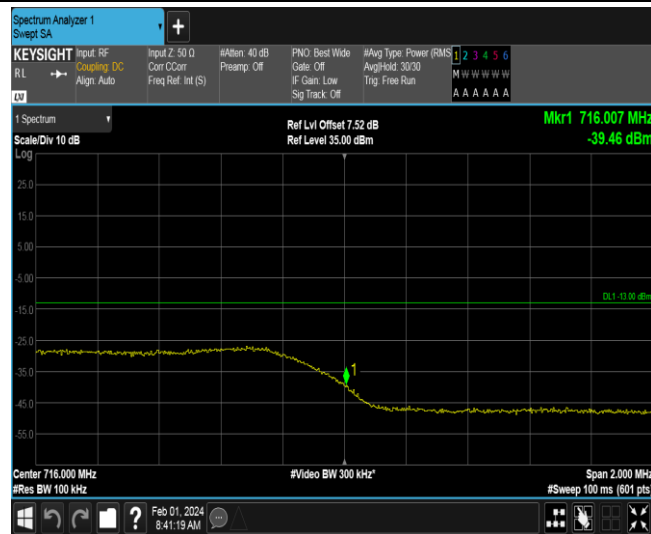 Spectrum Analyzer 1
Swept SA
+
KEYSIGHT
RL
LXI
Input: RF
Coupling: DC
Align: Auto
Input Z: 50 Ω
Corr CCorr
Freq Ref: Int (S)
#Atten: 40 dB
Preamp: Off
PNO: Best Wide
Gate: Off
IF Gain: Low
Sig Track: Off
#Avg Type: Power (RMS
Avg|Hold: 30/30
Trig: Free Run
1 2 3 4 5 6
M W W W W W
A A A A A A
1 Spectrum
Scale/Div 10 dB
Ref Lvl Offset 7.52 dB
Ref Level 35.00 dBm
Mkr1 716.007 MHz
-39.46 dBm
Log
25.0
15.0
5.00
-5.00
DL1 -13.00 dBm
-15.0
-25.0
-35.0
1
-45.0
-55.0
Center 716.000 MHz
#Res BW 100 kHz
#Video BW 300 kHz*
Span 2.000 MHz
#Sweep 100 ms (601 pts)
?
Feb 01, 2024
8:41:19 AM